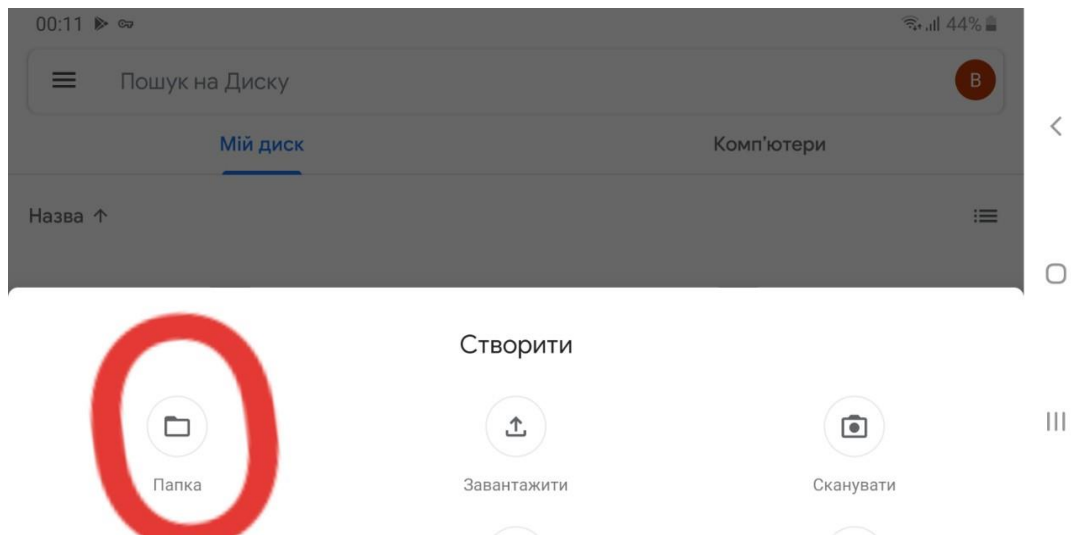 00:11 44%
Пошук на Диску B
Мій диск Комп'ютери
Назва
Створити
Папка Завантажити Сканувати